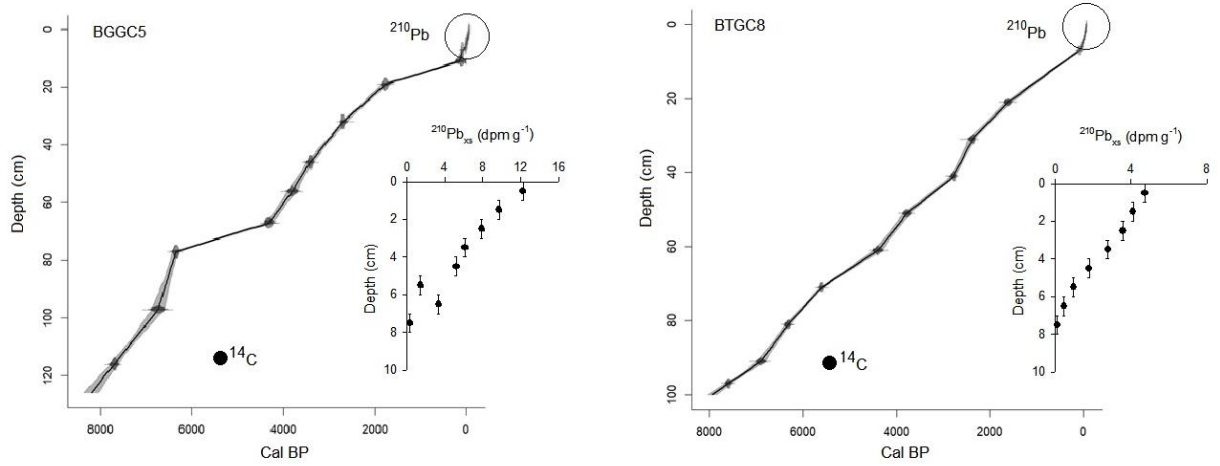 BGGC5
²¹⁰Pb
0
20
40
60
80
100
120
Depth (cm)
8000 6000 4000 2000 0
Cal BP
¹⁴C
²¹⁰Pbxs (dpm g⁻¹)
0 4 8 12 16
0
2
4
6
8
10
Depth (cm)
BTGC8
²¹⁰Pb
0
20
40
60
80
100
Depth (cm)
8000 6000 4000 2000 0
Cal BP
¹⁴C
²¹⁰Pbxs (dpm g⁻¹)
0 4 8
0
2
4
6
8
10
Depth (cm)